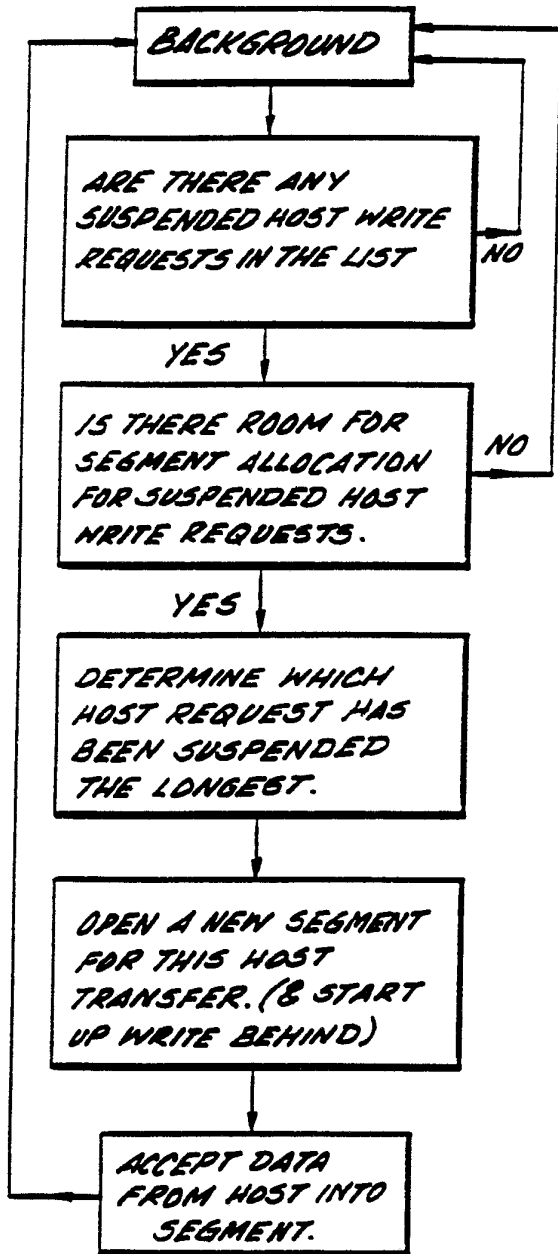 BACKGROUND
ARE THERE ANY
SUSPENDED HOST WRITE
REQUESTS IN THE LIST
NO
YES
IS THERE ROOM FOR
SEGMENT ALLOCATION
FOR SUSPENDED HOST
WRITE REQUESTS.
NO
YES
DETERMINE WHICH
HOST REQUEST HAS
BEEN SUSPENDED
THE LONGEST.
OPEN A NEW SEGMENT
FOR THIS HOST
TRANSFER. (& START
UP WRITE BEHIND)
ACCEPT DATA
FROM HOST INTO
SEGMENT.